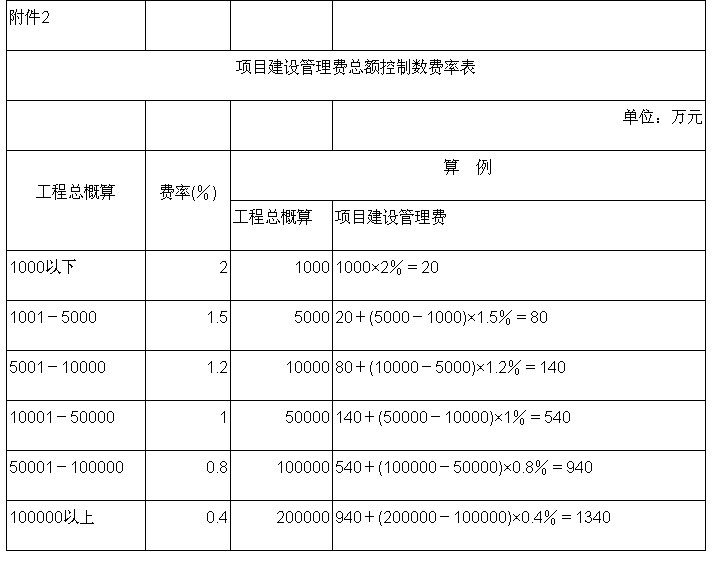 附件2
项目建设管理费总额控制数费率表
单位：万元
工程总概算 费率(%) 算 例
工程总概算 项目建设管理费
1000以下 2 1000 1000×2%＝20
1001－5000 1.5 5000 20＋(5000－1000)×1.5%＝80
5001－10000 1.2 10000 80＋(10000－5000)×1.2%＝140
10001－50000 1 50000 140＋(50000－10000)×1%＝540
50001－100000 0.8 100000 540＋(100000－50000)×0.8%＝940
100000以上 0.4 200000 940＋(200000－100000)×0.4%＝1340